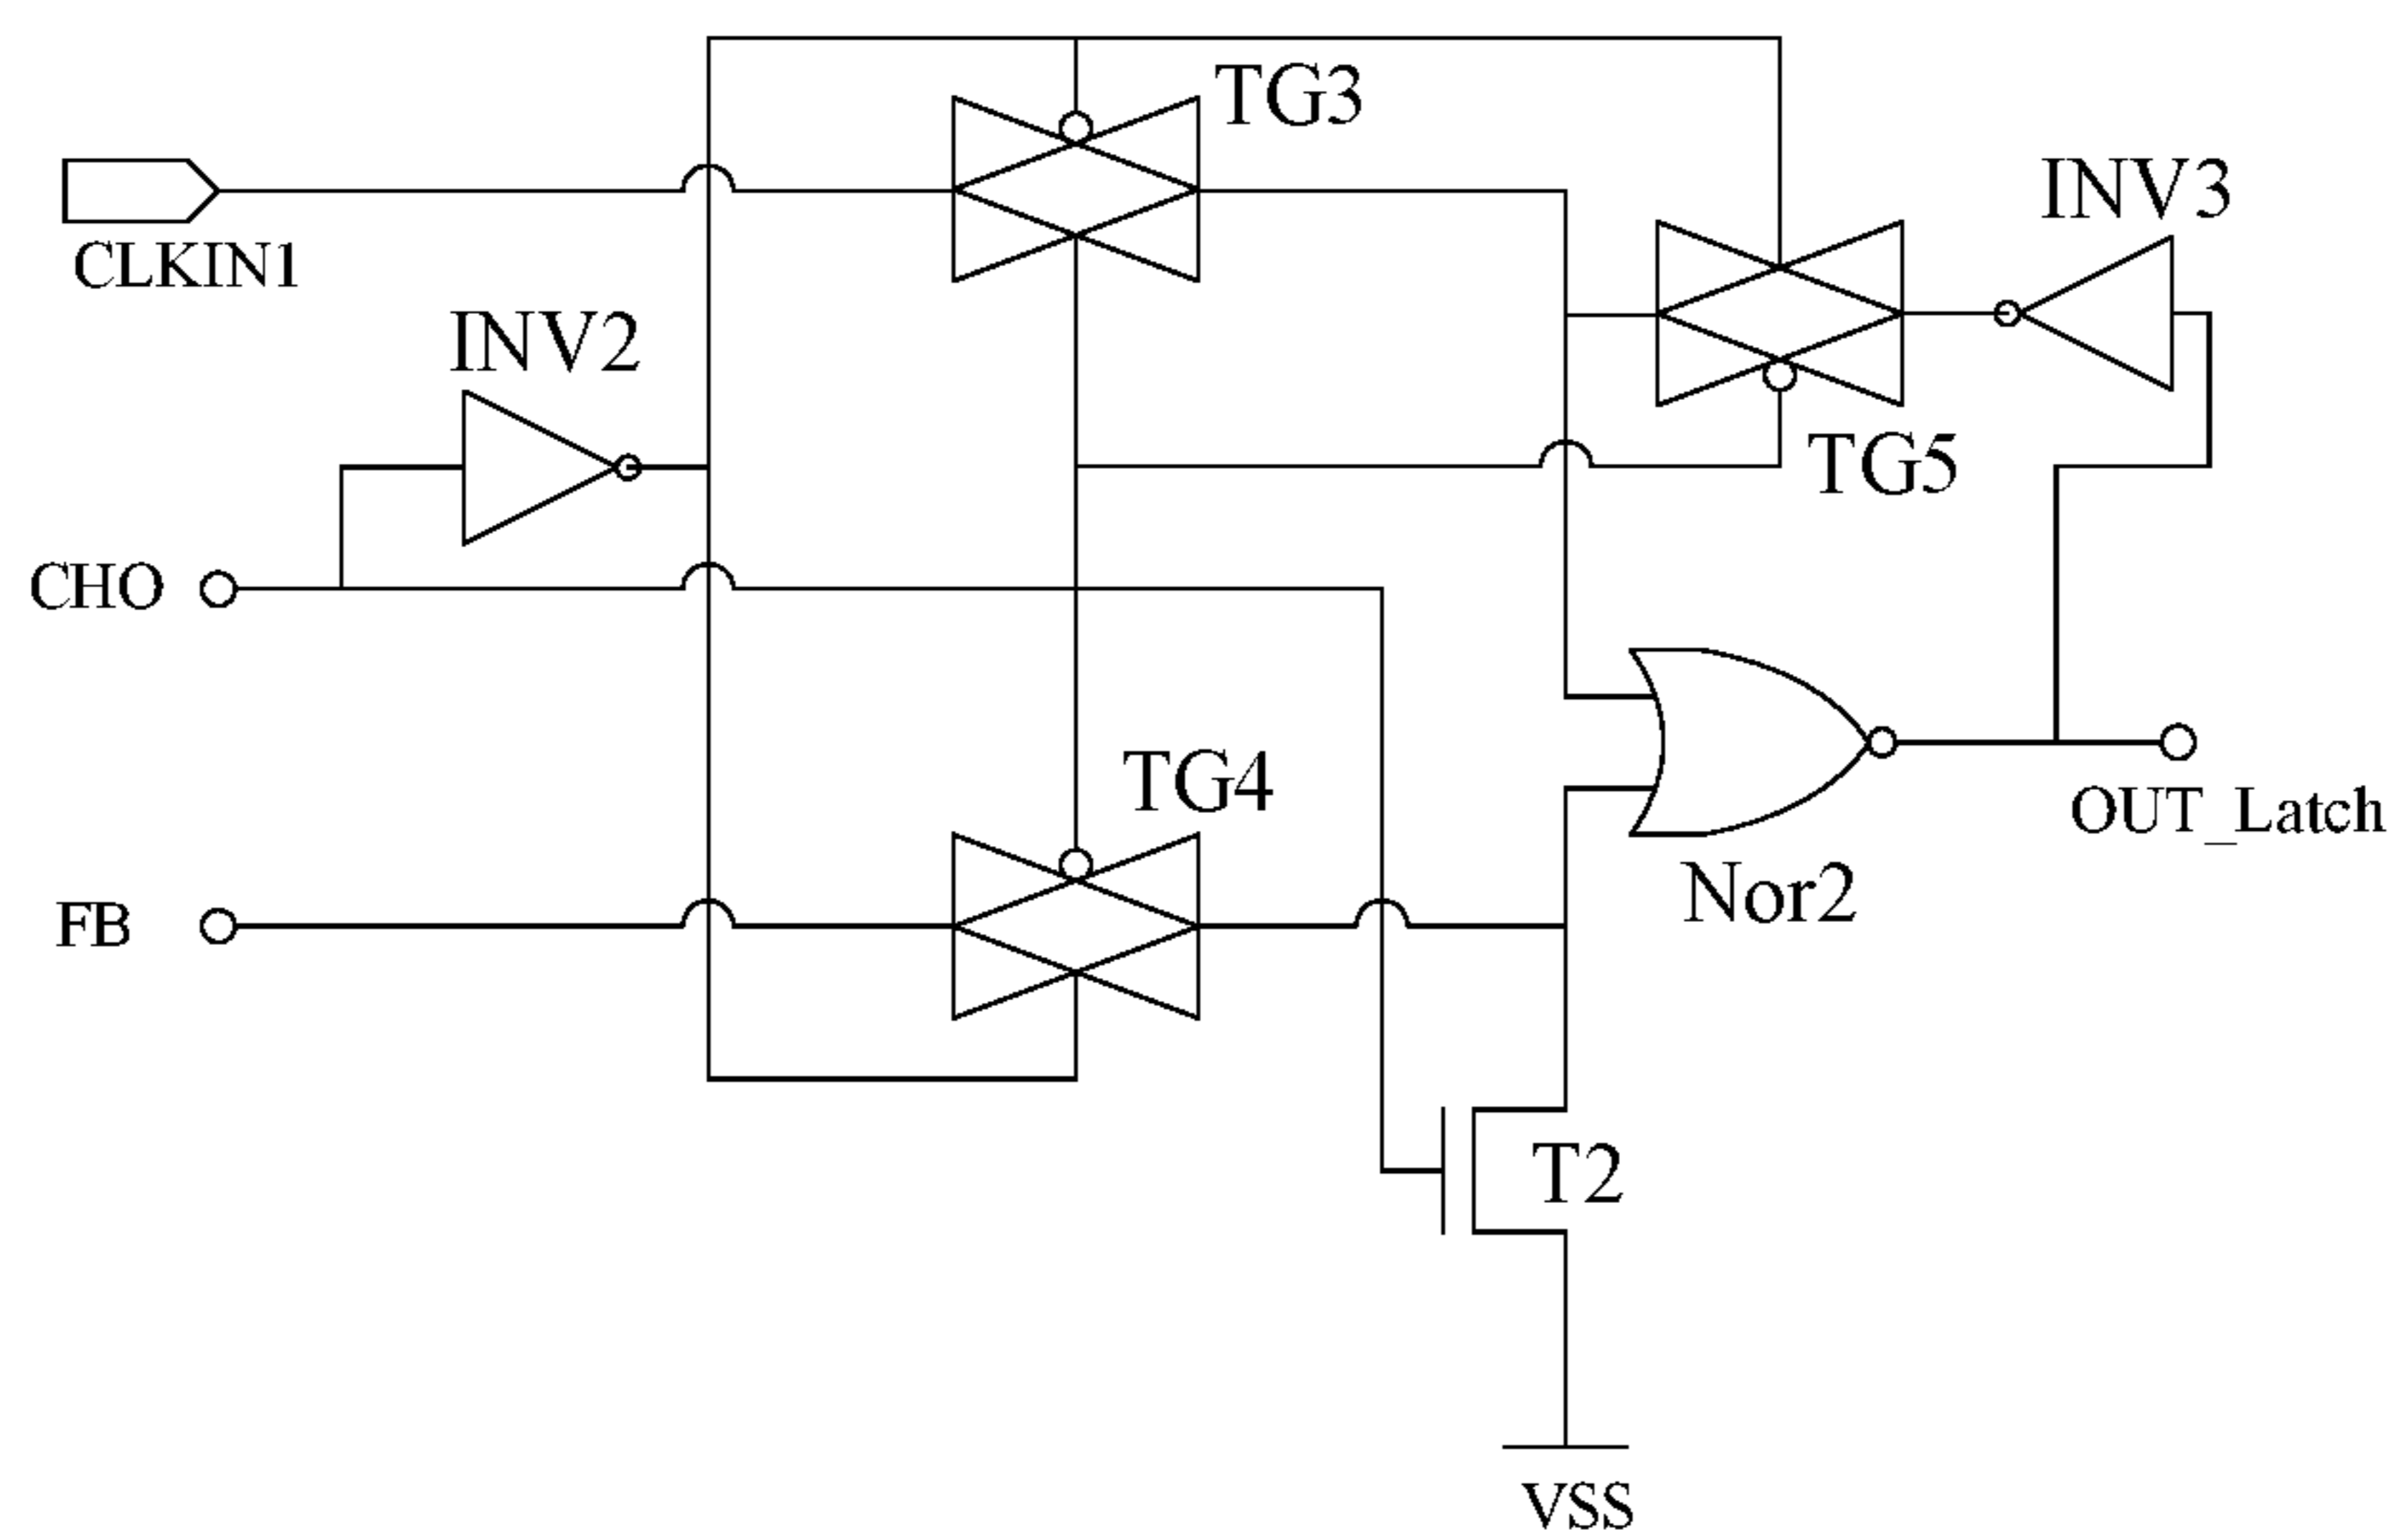 TG3
CLKIN1
INV3
INV2
TG5
CHO
TG4
OUT_Latch
Nor2
FB
T2
VSS